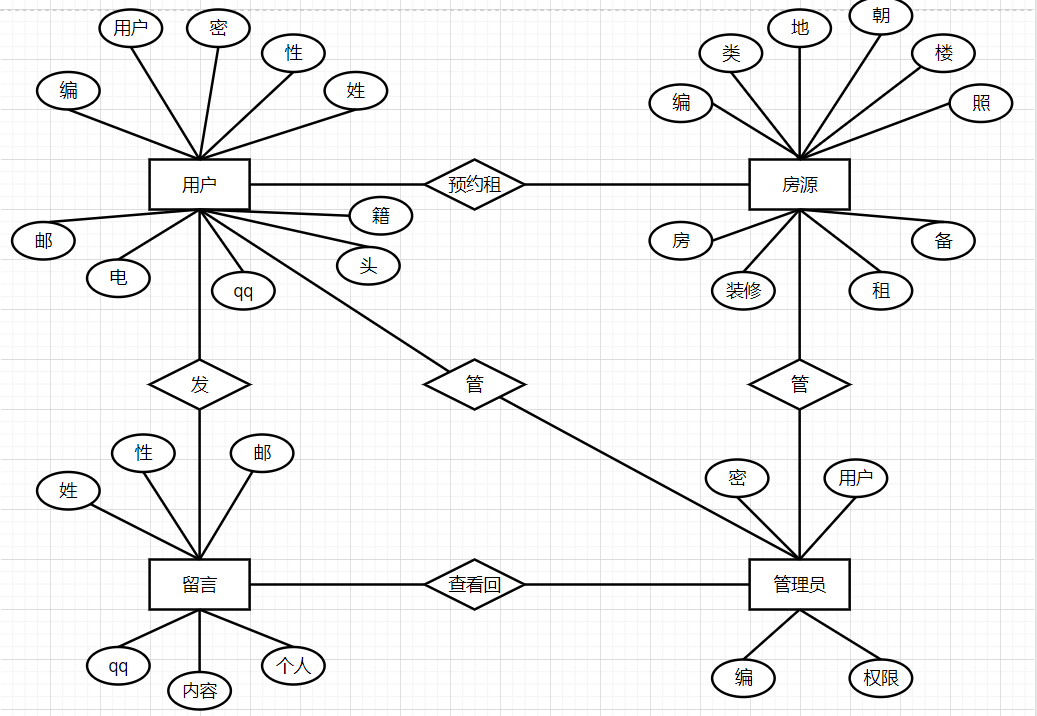 用户
密
性
编
姓
朝
地
类
楼
编
照
用户
预约租
房源
籍
邮
电
头
qq
房
备
装修
租
发
管
管
性
邮
姓
密
用户
留言
查看回
管理员
qq
内容
个人
编
权限